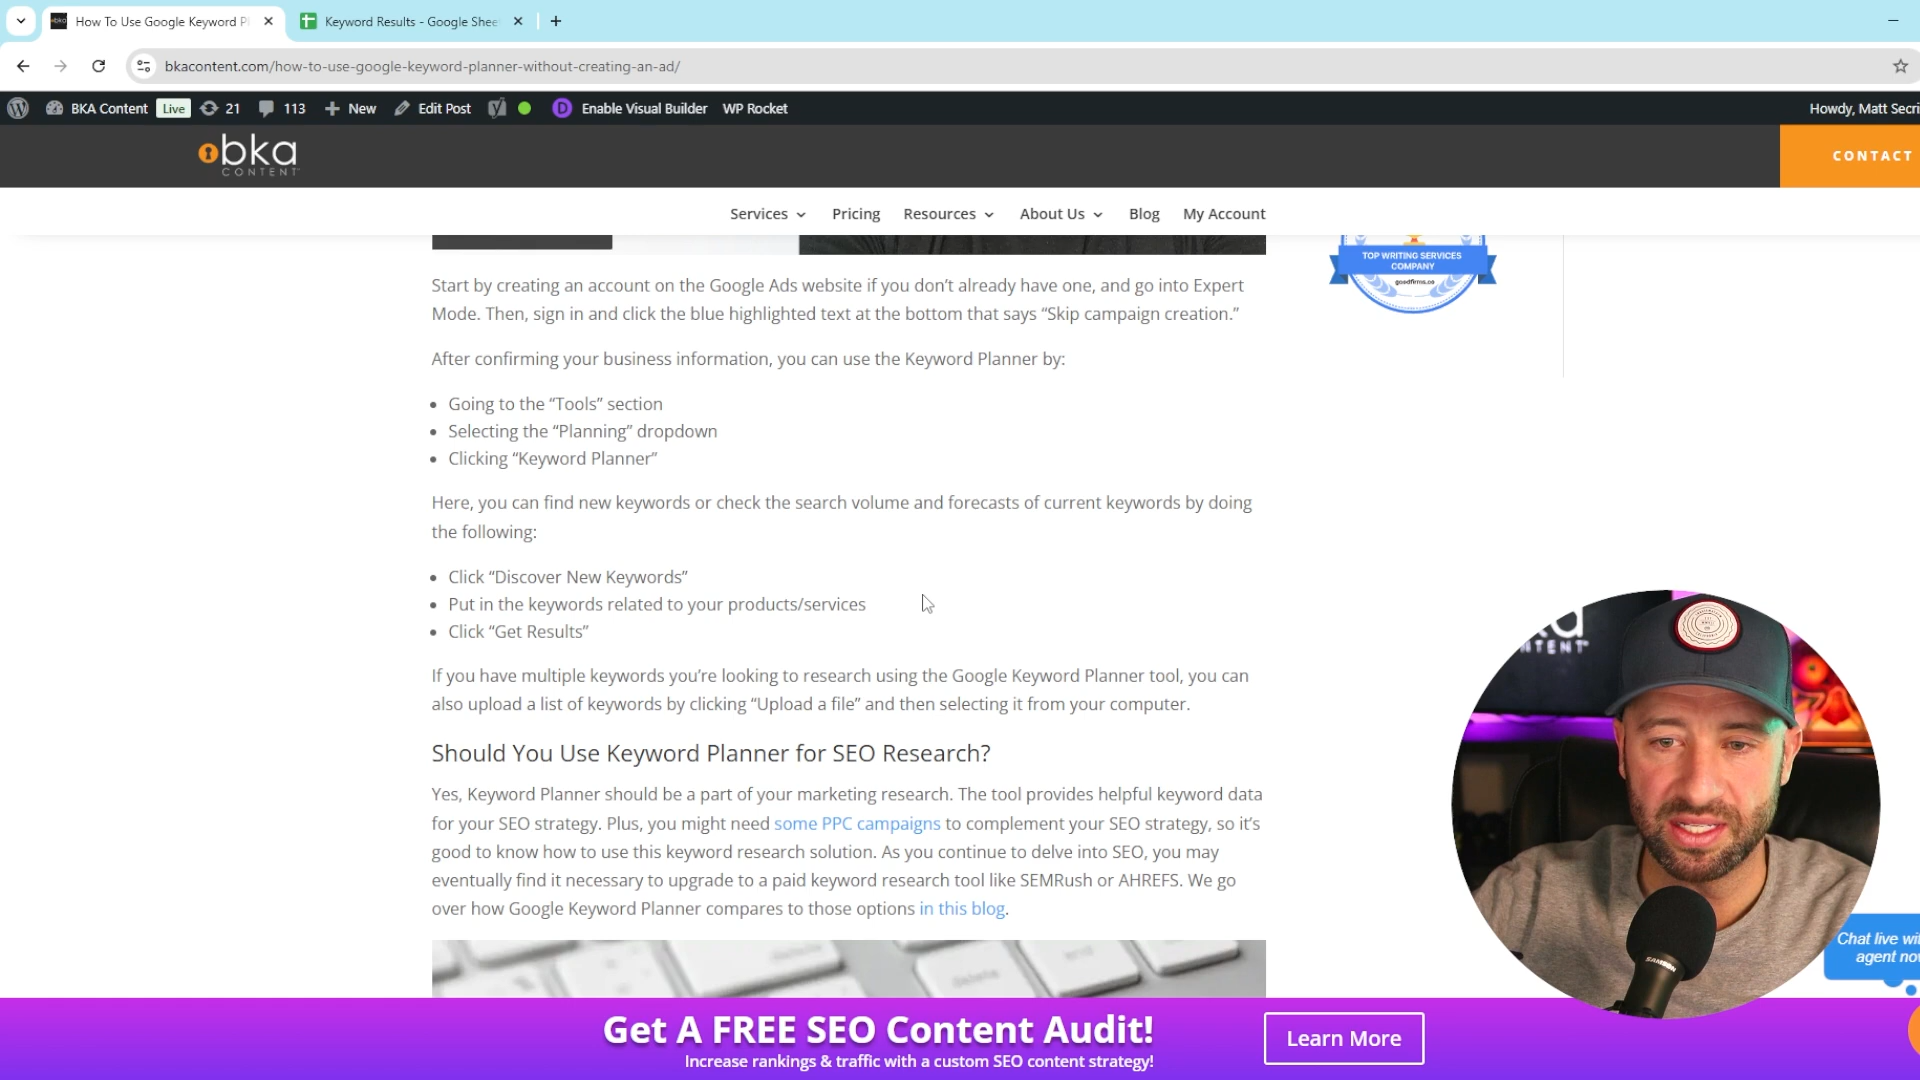 How To Use Google Keyword P
Keyword Results - Google Shee
bkacontent.com/how-to-use-google-keyword-planner-without-creating-an-ad/
BKA Content Live 21 113 New Edit Post Enable Visual Builder WP Rocket Howdy, Matt Secri
bka
CONTENT
CONTACT
Services Pricing Resources About Us Blog My Account
TOP WRITING SERVICES
COMPANY
goodfirms.co
Start by creating an account on the Google Ads website if you don’t already have one, and go into Expert
Mode. Then, sign in and click the blue highlighted text at the bottom that says “Skip campaign creation.”
After confirming your business information, you can use the Keyword Planner by:
• Going to the “Tools” section
• Selecting the “Planning” dropdown
• Clicking “Keyword Planner”
Here, you can find new keywords or check the search volume and forecasts of current keywords by doing
the following:
• Click “Discover New Keywords”
• Put in the keywords related to your products/services
• Click “Get Results”
If you have multiple keywords you’re looking to research using the Google Keyword Planner tool, you can
also upload a list of keywords by clicking “Upload a file” and then selecting it from your computer.
Should You Use Keyword Planner for SEO Research?
Yes, Keyword Planner should be a part of your marketing research. The tool provides helpful keyword data
for your SEO strategy. Plus, you might need some PPC campaigns to complement your SEO strategy, so it’s
good to know how to use this keyword research solution. As you continue to delve into SEO, you may
eventually find it necessary to upgrade to a paid keyword research tool like SEMRush or AHREFS. We go
over how Google Keyword Planner compares to those options in this blog.
delete
end
SAMSON
Chat live wi
agent no
Get A FREE SEO Content Audit!
Increase rankings & traffic with a custom SEO content strategy!
Learn More